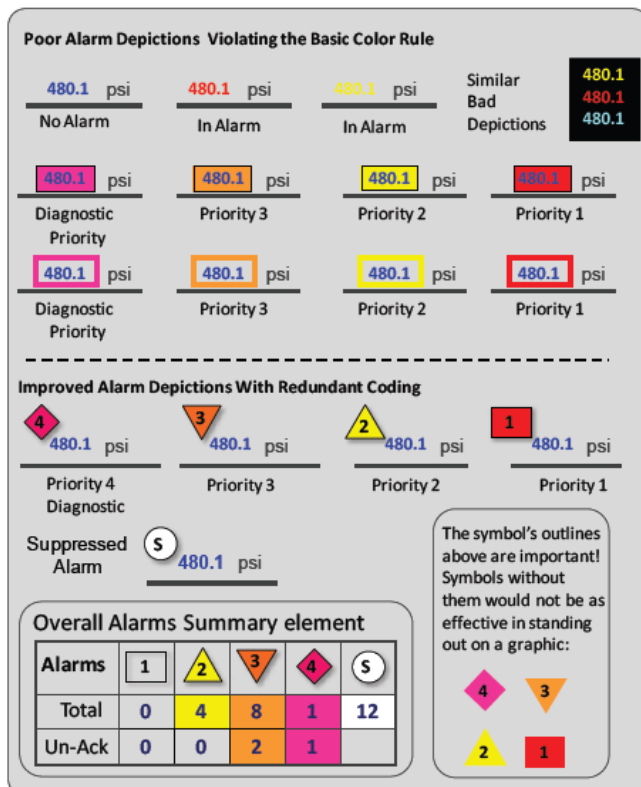 Poor Alarm Depictions Violating the Basic Color Rule
480.1 psi
No Alarm
480.1 psi
In Alarm
480.1 psi
In Alarm
Similar
Bad
Depictions
480.1
480.1
480.1
480.1 psi
Diagnostic
Priority
480.1 psi
Priority 3
480.1 psi
Priority 2
480.1 psi
Priority 1
480.1 psi
Diagnostic
Priority
480.1 psi
Priority 3
480.1 psi
Priority 2
480.1 psi
Priority 1
Improved Alarm Depictions With Redundant Coding
4
480.1 psi
Priority 4
Diagnostic
3
480.1 psi
Priority 3
2
480.1 psi
Priority 2
1
480.1 psi
Priority 1
Suppressed
Alarm
S
480.1 psi
The symbol's outlines
above are important!
Symbols without
them would not be as
effective in standing
out on a graphic:
4 3
2 1
Overall Alarms Summary element
Alarms 1 2 3 4 S
Total 0 4 8 1 12
Un-Ack 0 0 2 1